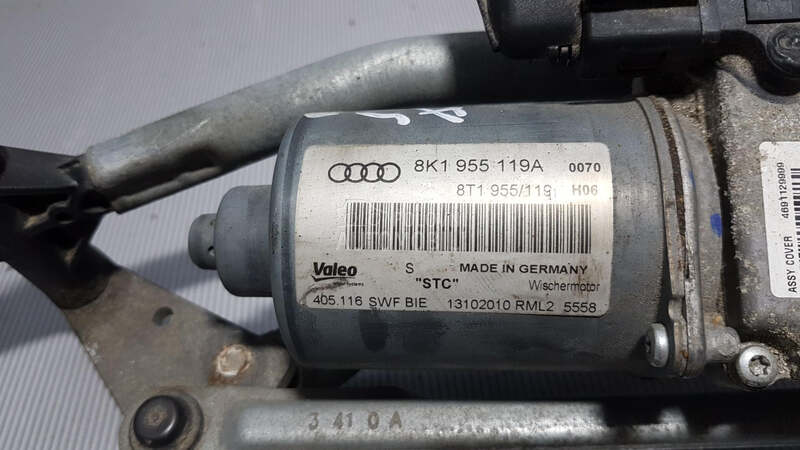 8K1 955 119A 0070
8T1 955/119 H06
Valeo S MADE IN GERMANY
"STC" Wischermotor
405.116 SWF BIE 13102010 RML2 5558
3 41 0 A
ASSY COVER 4691129909